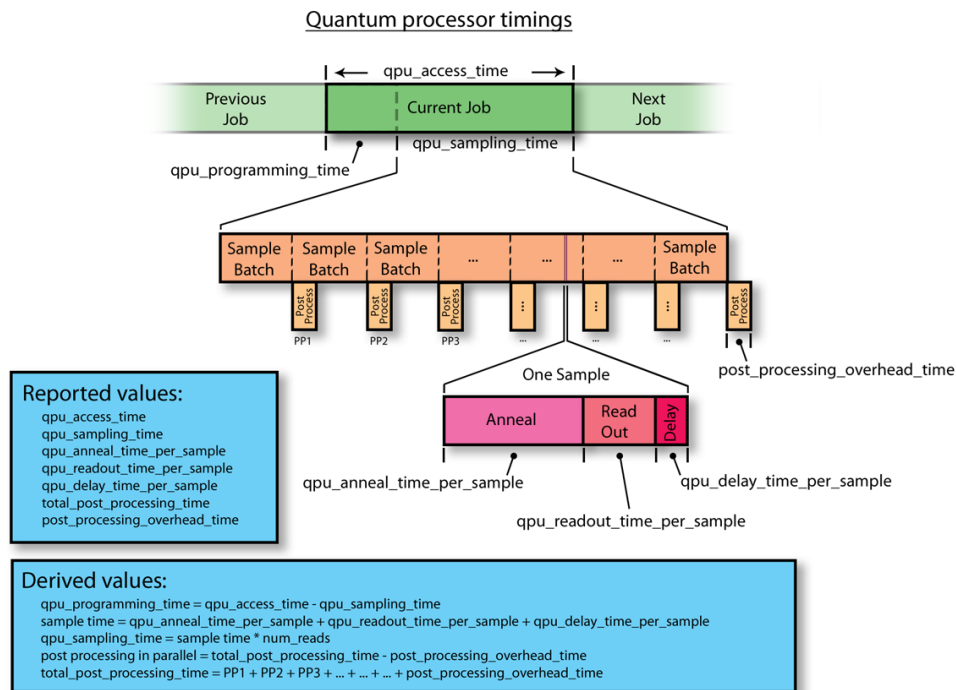 Quantum processor timings
qpu_access_time
Previous
Job
Current Job
Next
Job
qpu_sampling_time
qpu_programming_time
Sample
Batch
Sample
Batch
Sample
Batch
...
...
...
Sample
Batch
Post
Process
Post
Process
Post
Process
...
...
...
Post
Process
PP1
PP2
PP3
...
...
...
post_processing_overhead_time
One Sample
Anneal
Read
Out
Delay
qpu_anneal_time_per_sample
qpu_delay_time_per_sample
qpu_readout_time_per_sample
Reported values:
qpu_access_time
qpu_sampling_time
qpu_anneal_time_per_sample
qpu_readout_time_per_sample
qpu_delay_time_per_sample
total_post_processing_time
post_processing_overhead_time
Derived values:
qpu_programming_time = qpu_access_time - qpu_sampling_time
sample time = qpu_anneal_time_per_sample + qpu_readout_time_per_sample + qpu_delay_time_per_sample
qpu_sampling_time = sample time * num_reads
post processing in parallel = total_post_processing_time - post_processing_overhead_time
total_post_processing_time = PP1 + PP2 + PP3 + ... + ... + ... + post_processing_overhead_time